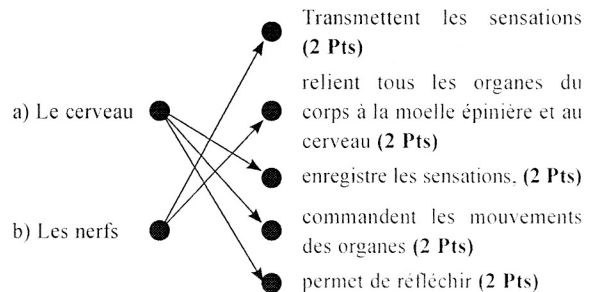 Transmettent les sensations
(2 Pts)
relient tous les organes du
corps à la moelle épinière et au
cerveau (2 Pts)
a) Le cerveau
enregistre les sensations, (2 Pts)
b) Les nerfs
commandent les mouvements
des organes (2 Pts)
permet de réfléchir (2 Pts)